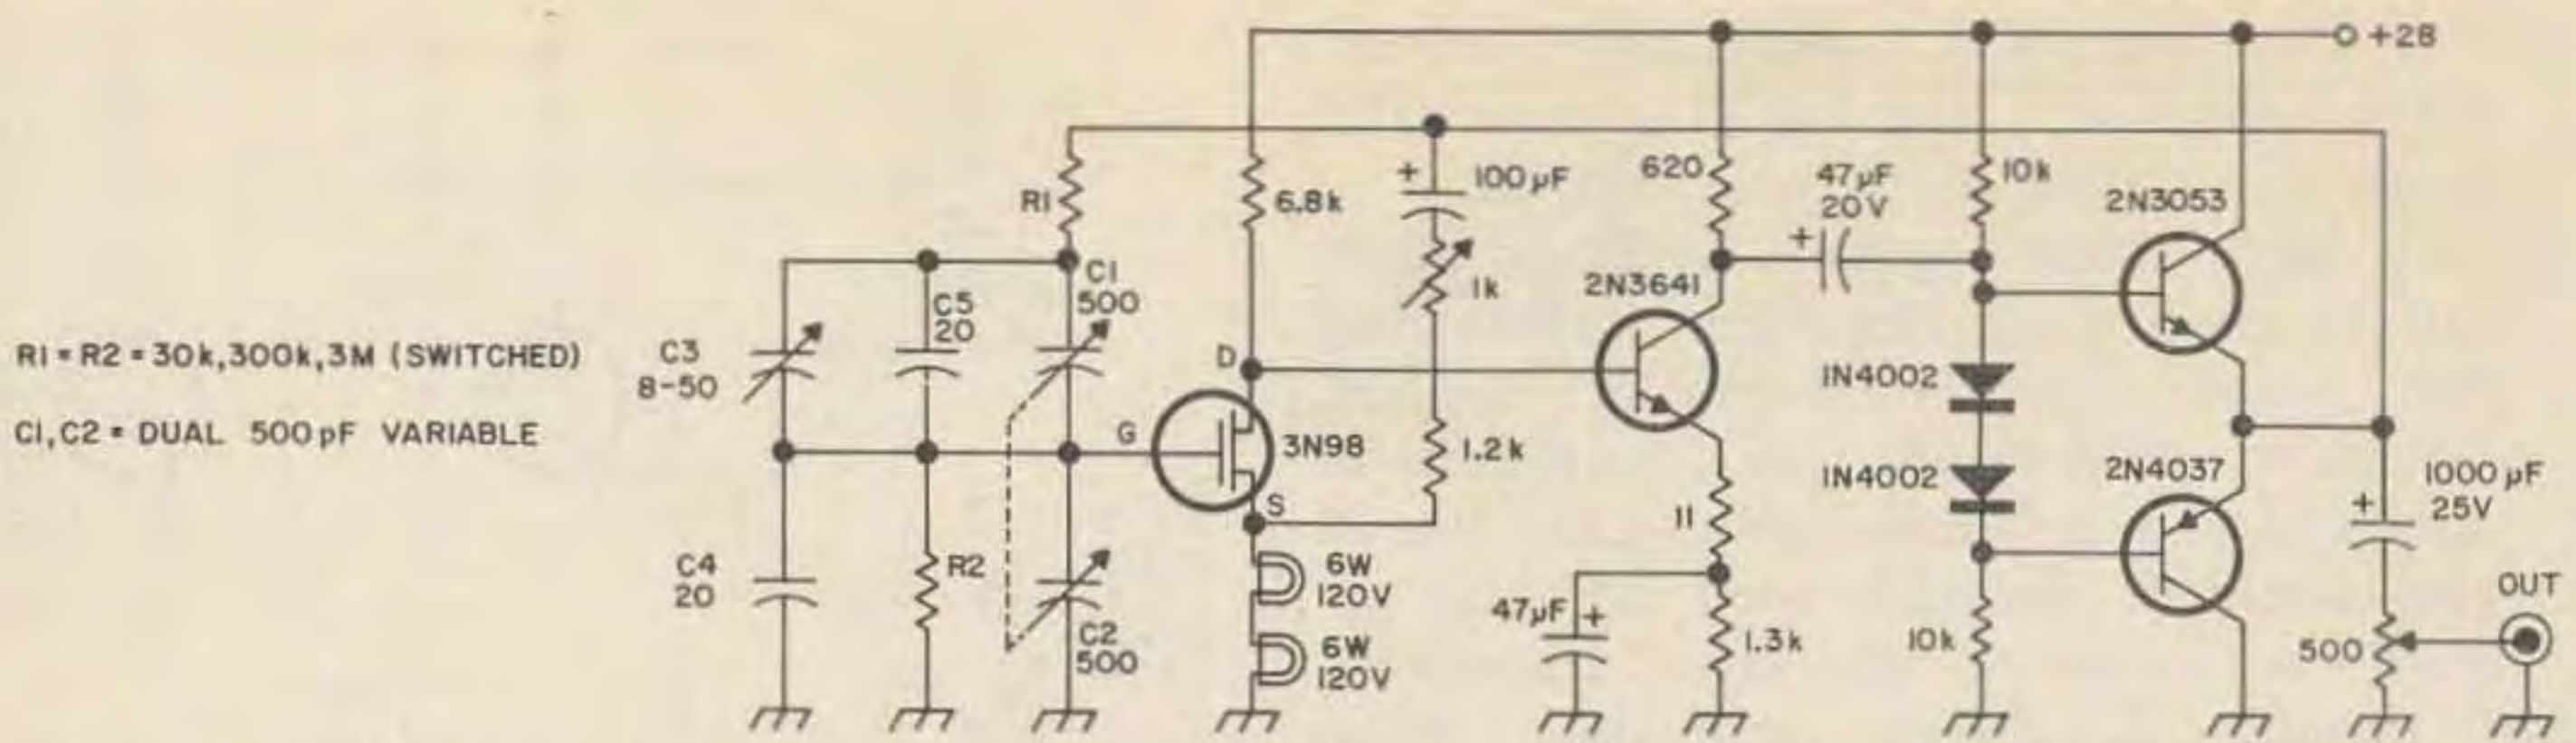 +28
R1
6.8k
100µF
+
620
47µF
20V
+
10k
2N3053
C1
500
C5
20
1k
2N3641
R1 = R2 = 30k, 300k, 3M (SWITCHED)
C3
8-50
D
1N4002
C1, C2 = DUAL 500pF VARIABLE
G
3N98
1.2k
1N4002
2N4037
1000µF
25V
+
S
11
C4
20
R2
6W
120V
47µF
+
OUT
C2
500
6W
120V
1.3k
10k
500